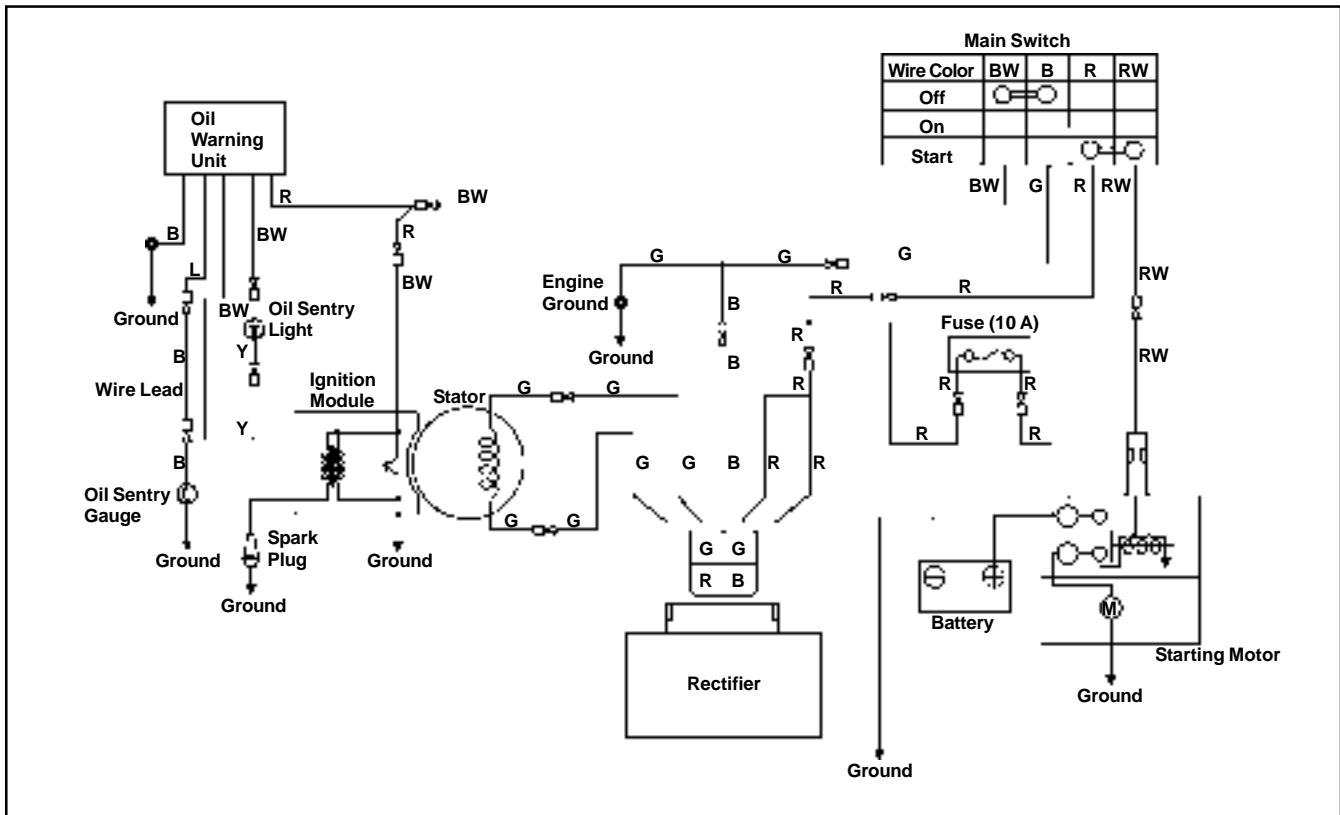 Main Switch
Wire Color BW B R RW
Off
On
Start
Oil
Warning
Unit
R
BW
BW G R RW
B
BW
R
L
G
G
G
RW
BW
Engine
Ground
R
R
Ground
BW
Oil Sentry
Light
B
Fuse (10 A)
R
Y
Ground
RW
B
B
Wire Lead
Ignition
Module
Stator
G
G
R
R
R
Y
R
R
B
G
G
B
R
R
Oil Sentry
Gauge
G
G
Spark
Plug
Ground
Ground
G G
R B
Ground
Battery
M
Starting Motor
Rectifier
Ground
Ground